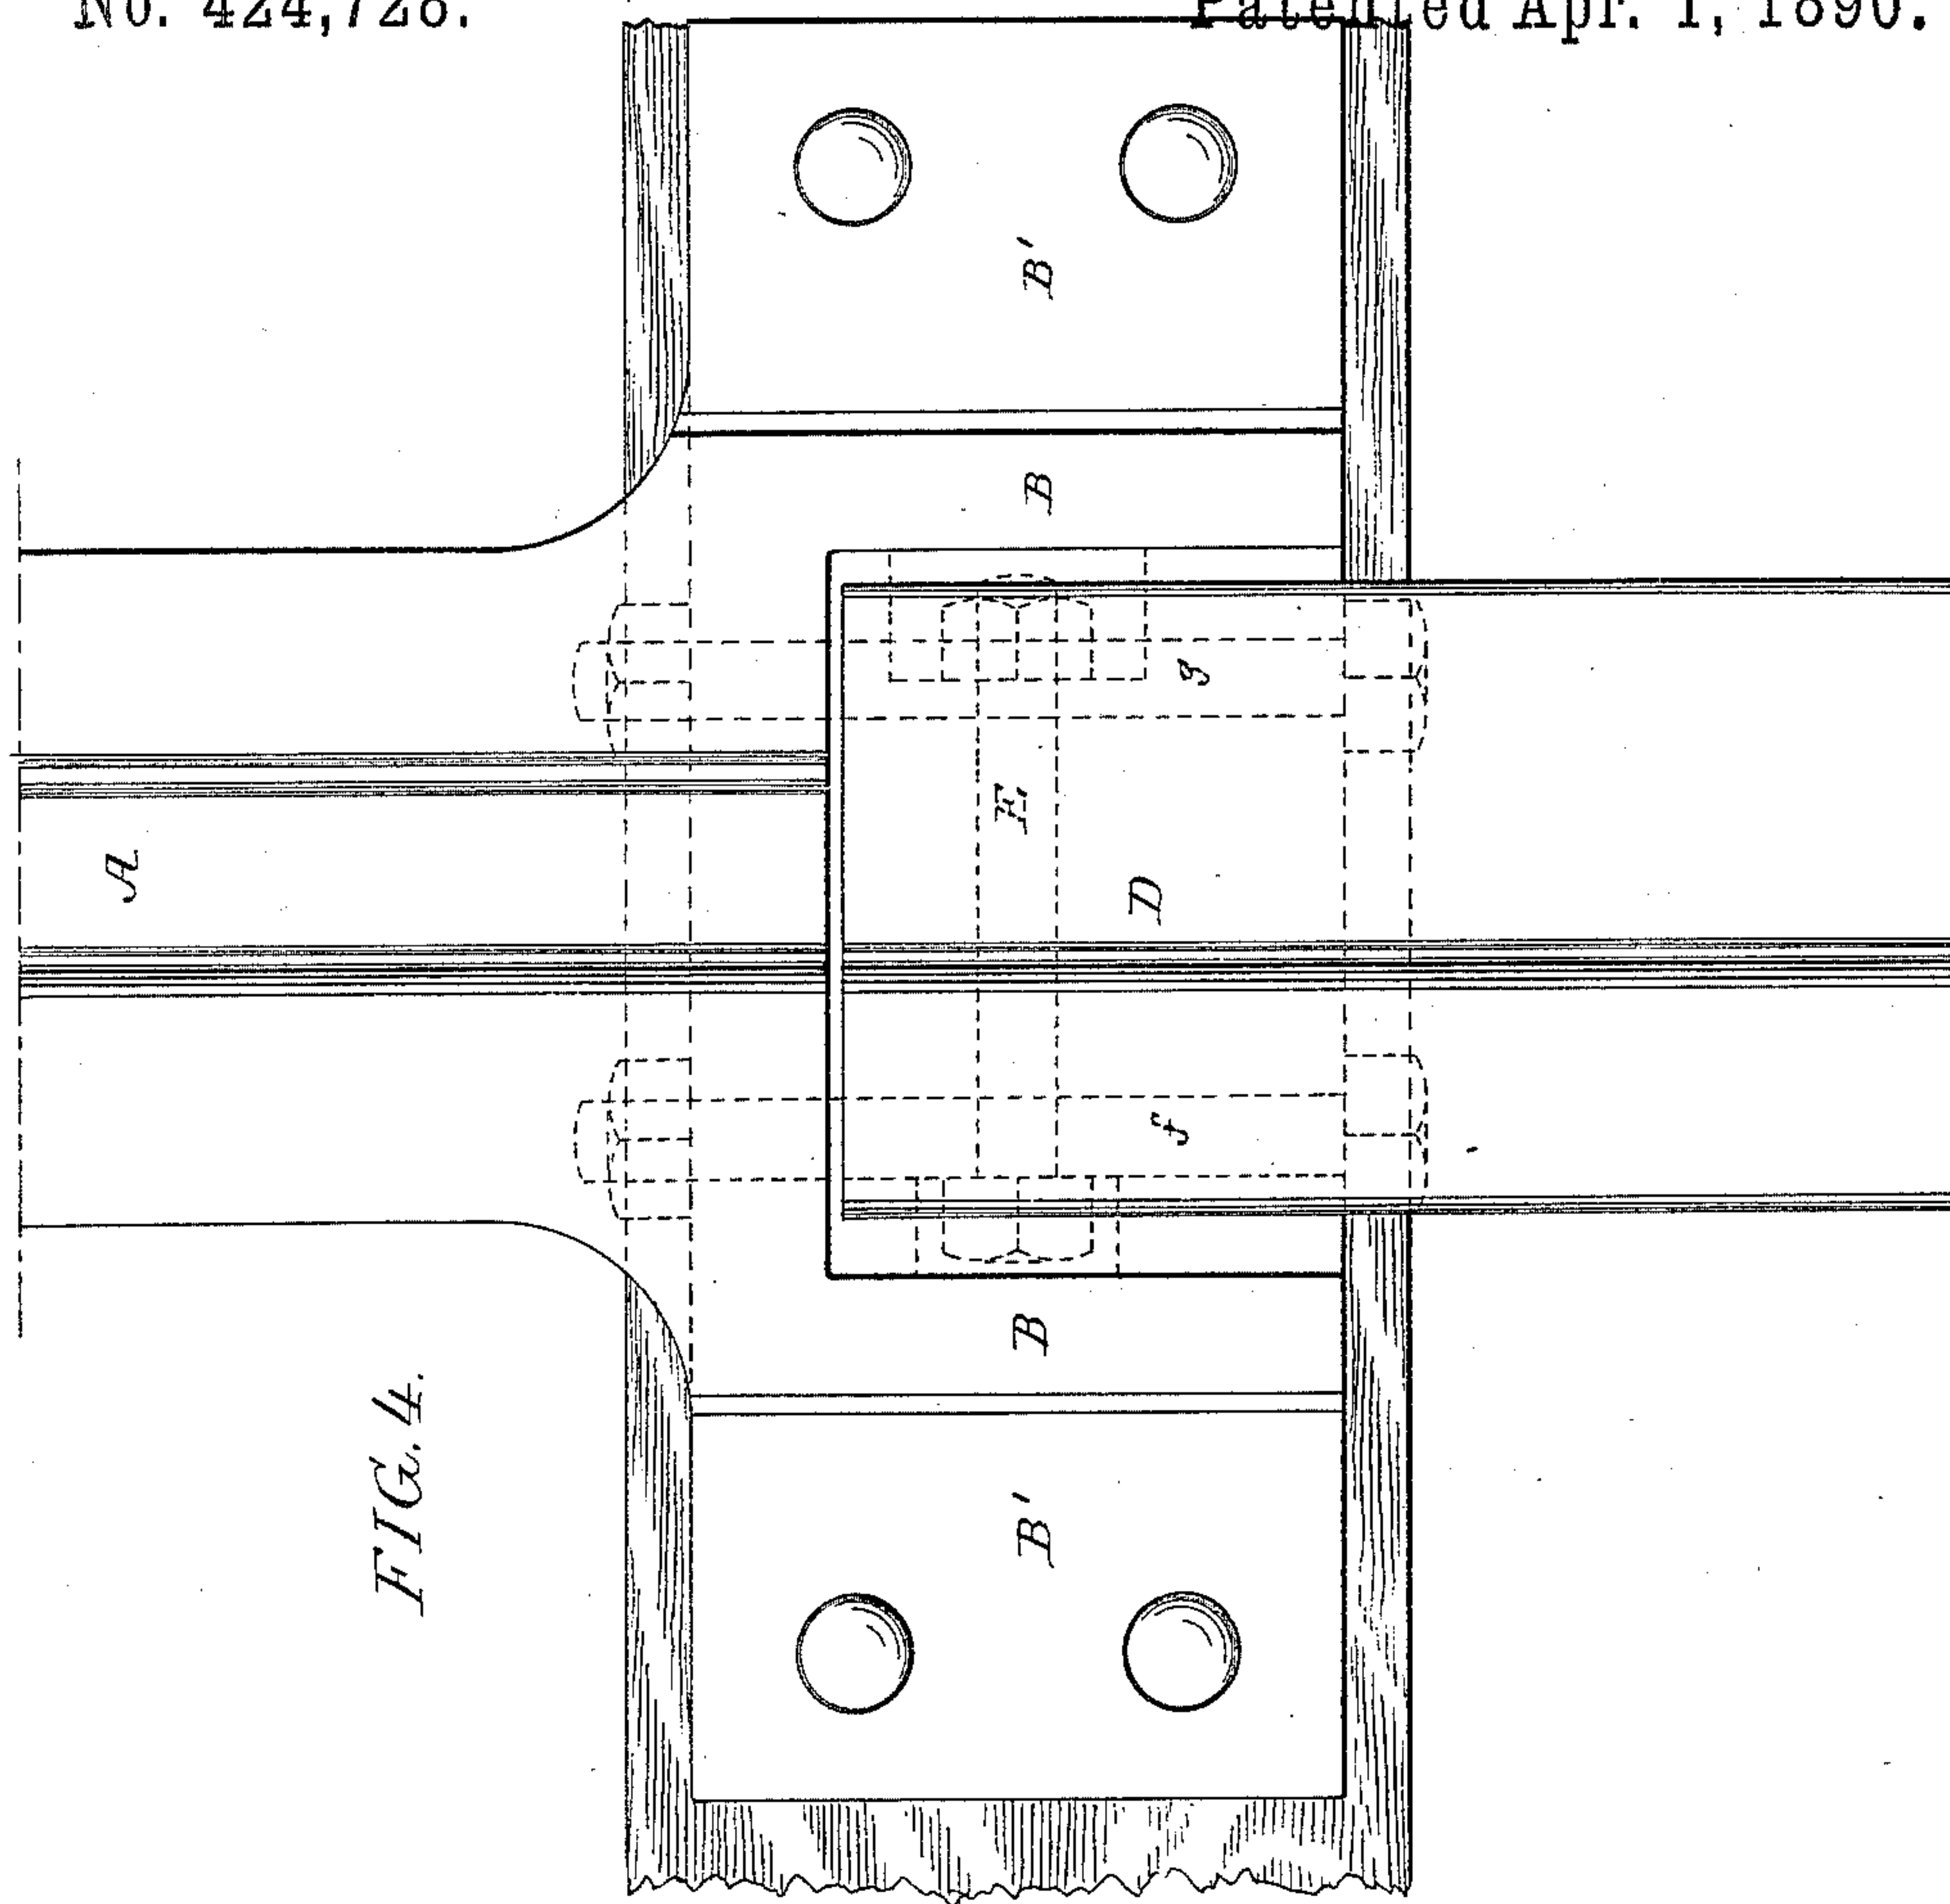 No. 424,728.
Patented Apr. 1, 1890.
B'
B
g
E
A
D
f
B
FIG. 4.
B'